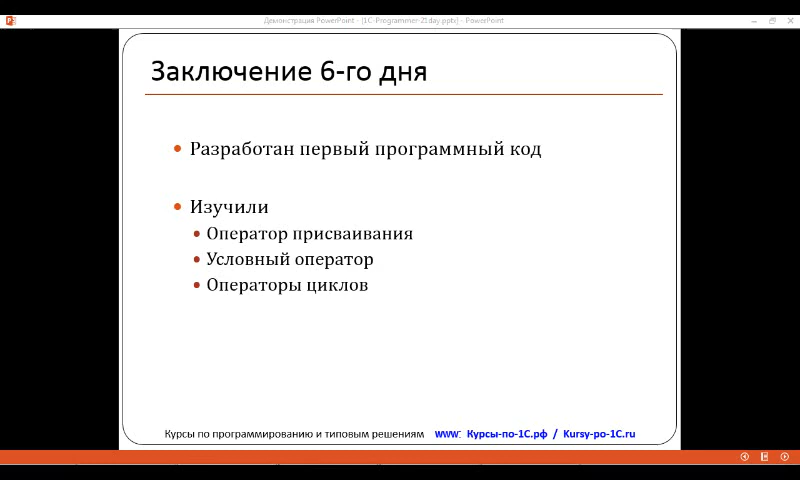 Демонстрация PowerPoint - [1C-Programmer-21day.pptx] - PowerPoint
Заключение 6-го дня
Разработан первый программный код
Изучили
Оператор присваивания
Условный оператор
Операторы циклов
Курсы по программированию и типовым решениям www: Курсы-по-1С.рф / Kursy-po-1C.ru